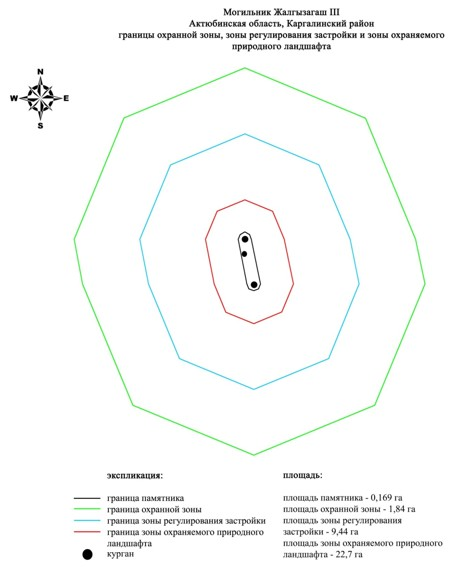 Могильник Жалгызагаш III
Актюбинская область, Каргалинский район
границы охранной зоны, зоны регулирования застройки и зоны охраняемого
природного ландшафта
N
W E
S
экспликация:
граница памятника
граница охранной зоны
граница зоны регулирования застройки
граница зоны охраняемого природного
ландшафта
курган
площадь:
площадь памятника - 0,169 га
площадь охранной зоны - 1,84 га
площадь зоны регулирования
застройки - 9,44 га
площадь зоны охраняемого природного
ландшафта - 22,7 га